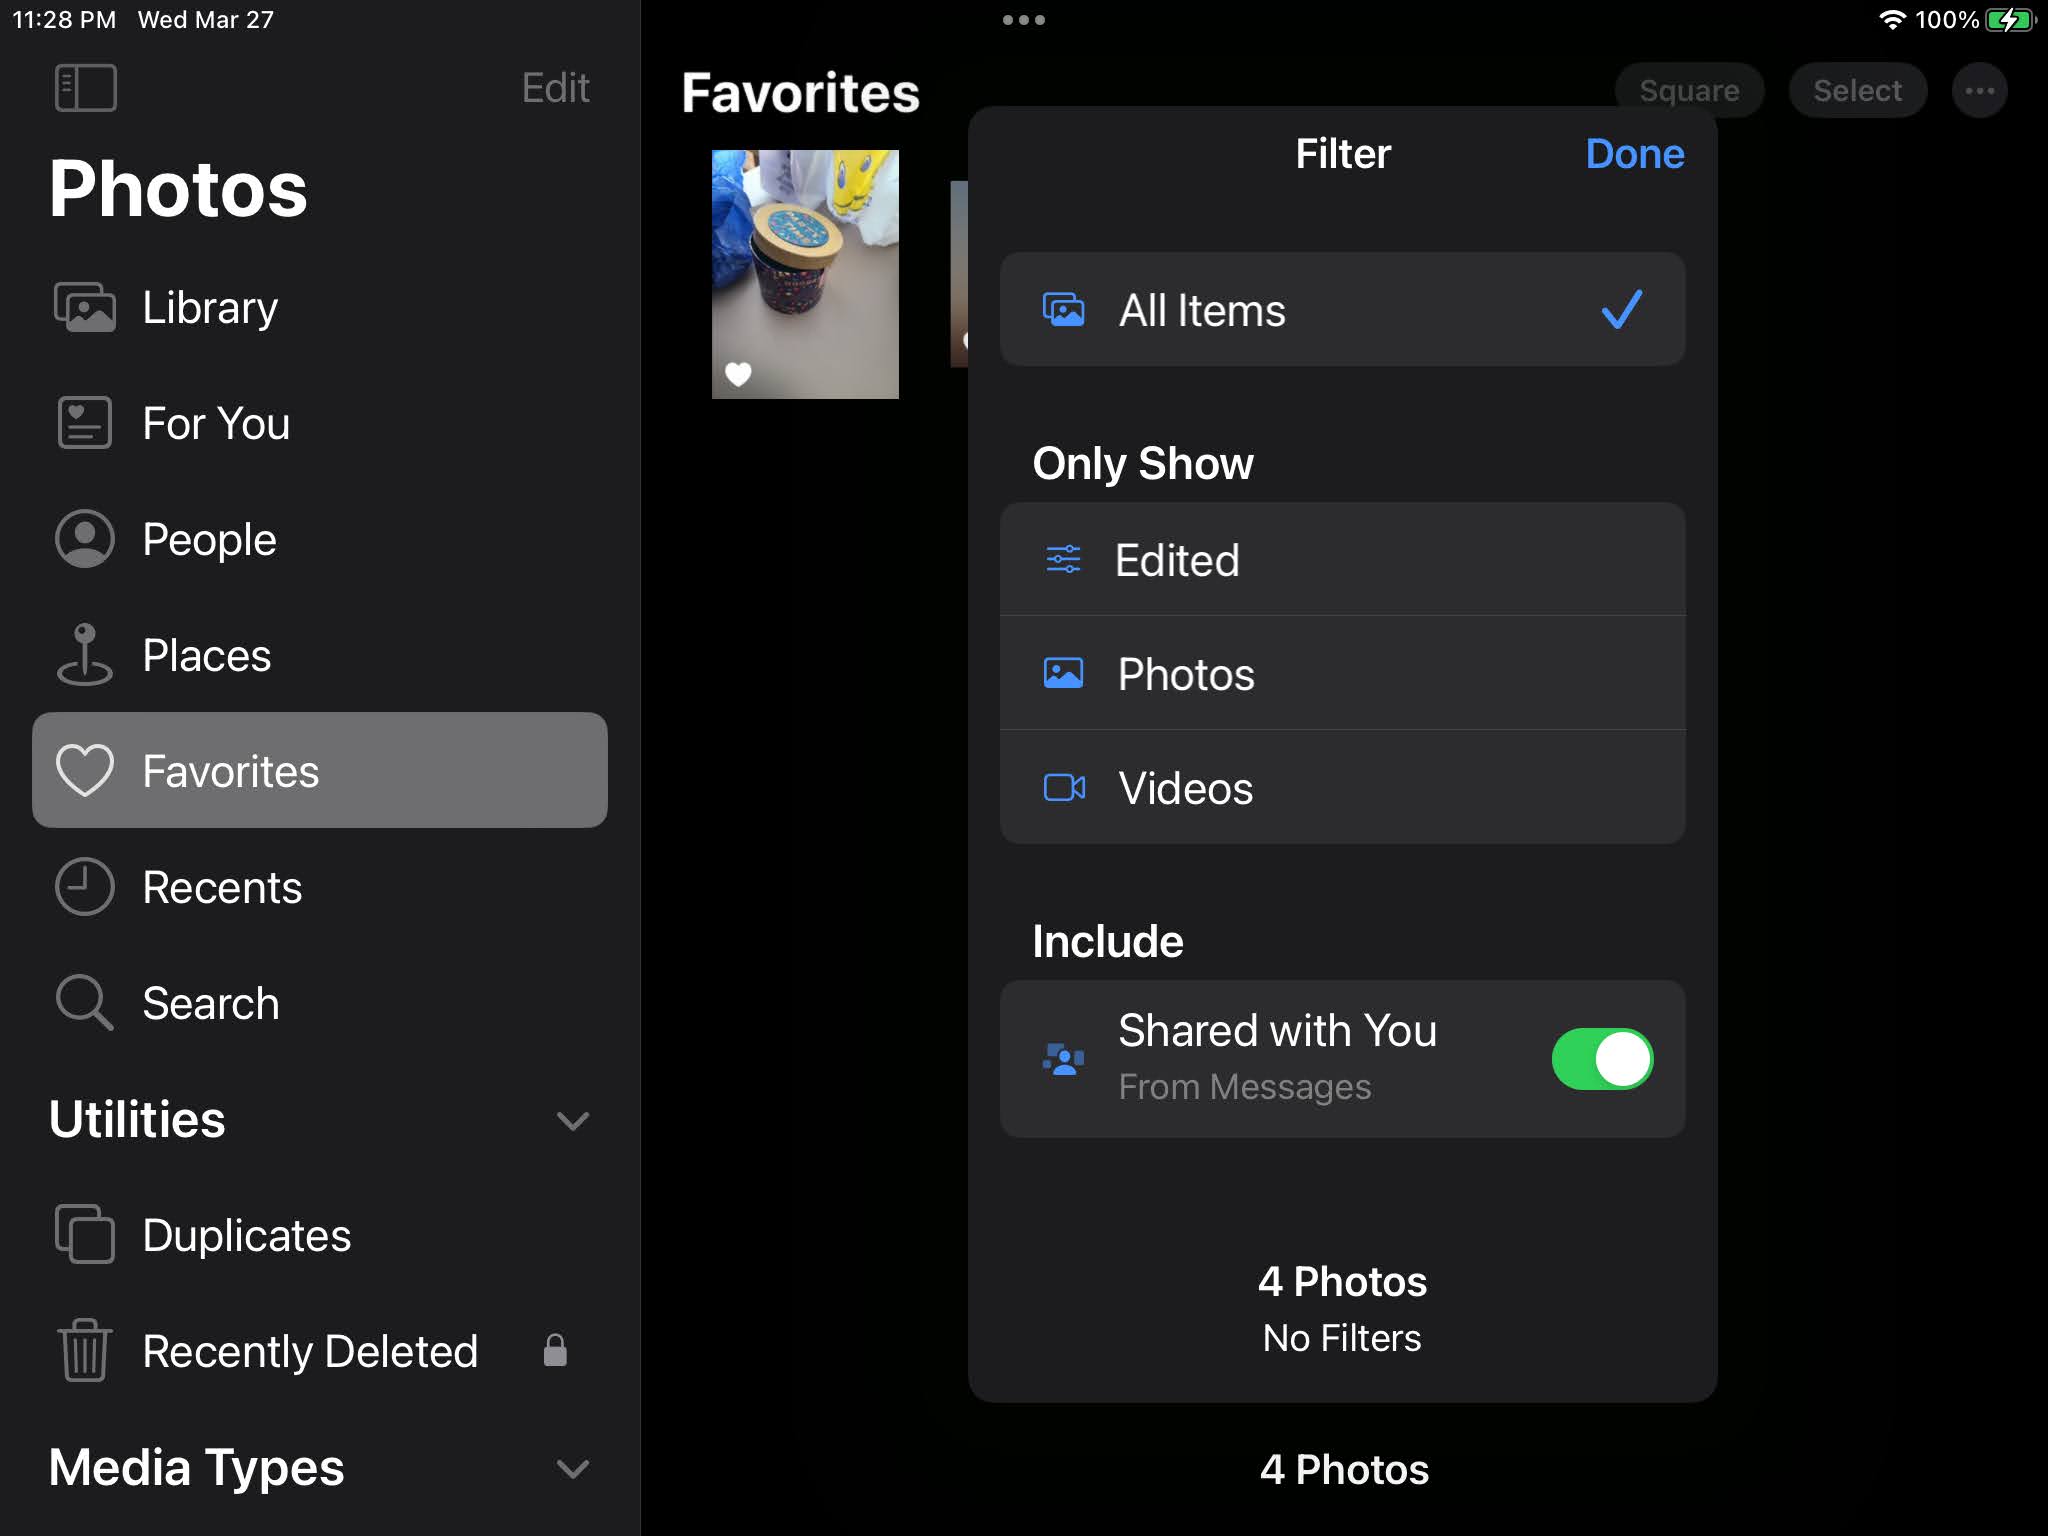 11:28 PM Wed Mar 27
100%
Edit
Photos
Library
For You
People
Places
Favorites
Recents
Search
Utilities
Duplicates
Recently Deleted
Media Types
Favorites
Square
Select
Filter
Done
All Items
Only Show
Edited
Photos
Videos
Include
Shared with You
From Messages
4 Photos
No Filters
4 Photos